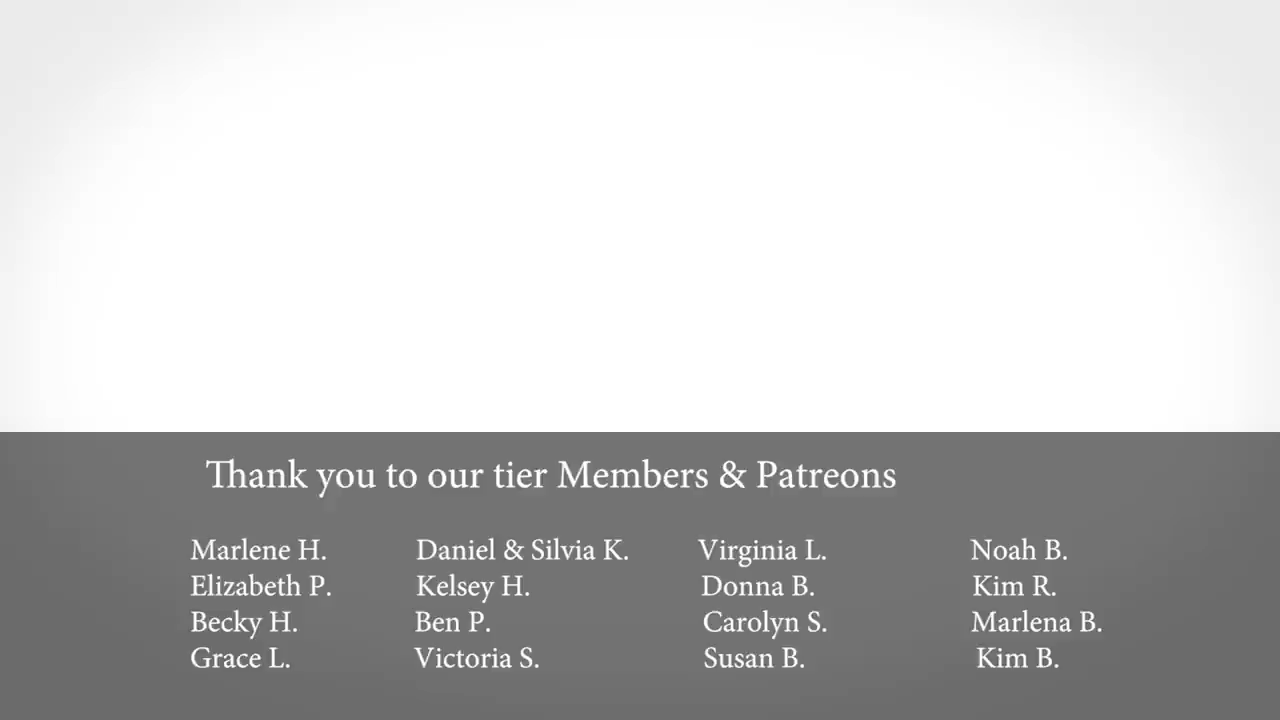 Thank you to our tier Members & Patreons
Marlene H. Daniel & Silvia K. Virginia L. Noah B.
Elizabeth P. Kelsey H. Donna B. Kim R.
Becky H. Ben P. Carolyn S. Marlena B.
Grace L. Victoria S. Susan B. Kim B.